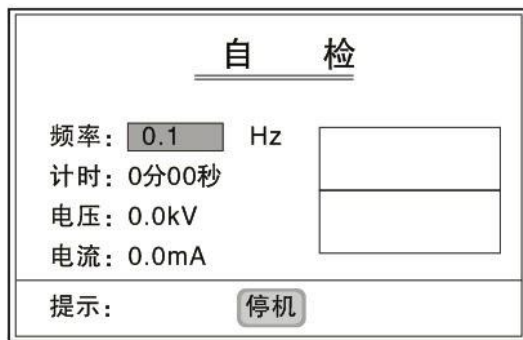 自 检
频率： 0.1 Hz
计时：0分00秒
电压：0.0kV
电流：0.0mA
提示： 停机